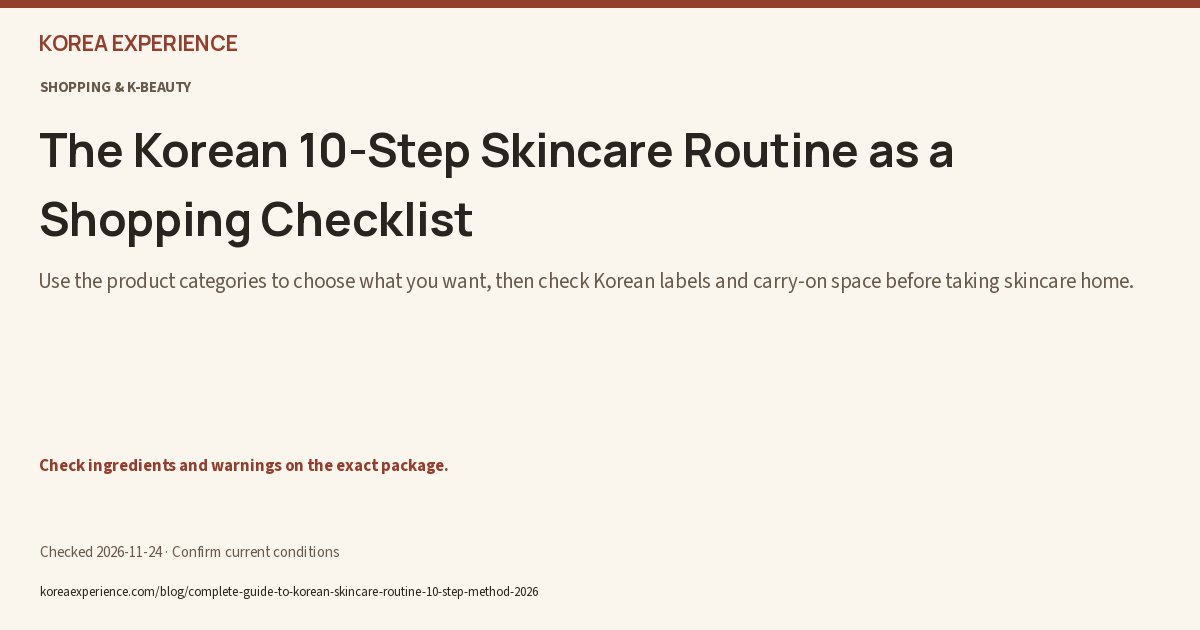 KOREA EXPERIENCE
SHOPPING & K-BEAUTY
The Korean 10-Step Skincare Routine as a
Shopping Checklist
Use the product categories to choose what you want, then check Korean labels and carry-on space before taking skincare home.
Check ingredients and warnings on the exact package.
Checked 2026-11-24 · Confirm current conditions
koreaexperience.com/blog/complete-guide-to-korean-skincare-routine-10-step-method-2026